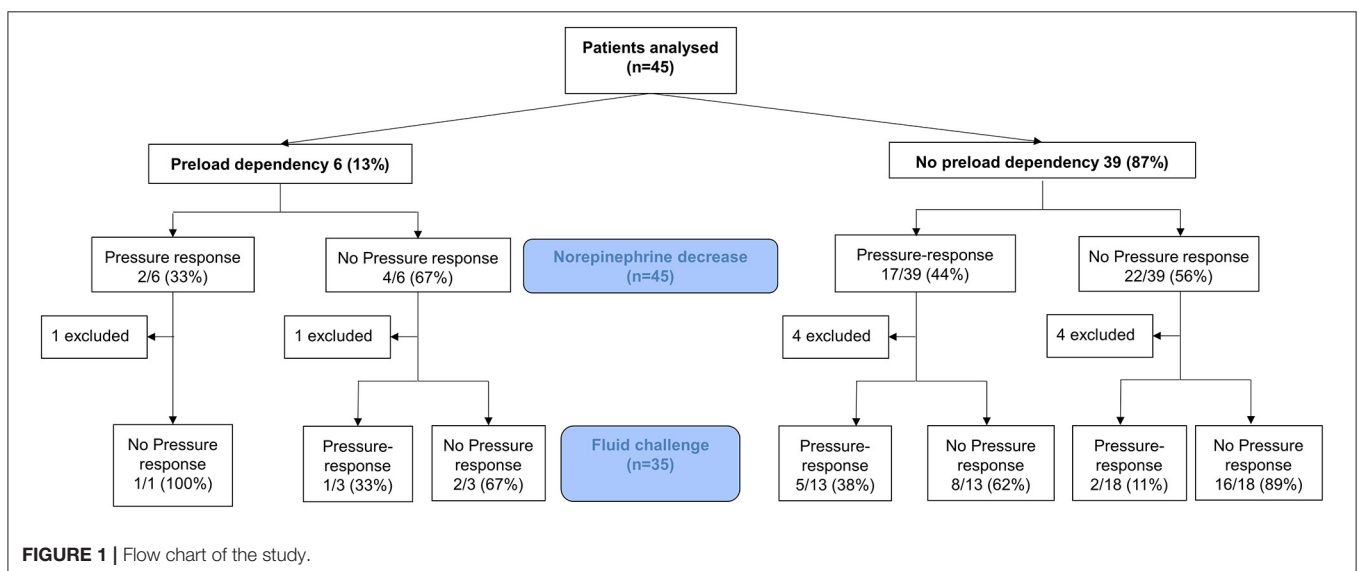 Patients analysed
(n=45)
Preload dependency 6 (13%)
No preload dependency 39 (87%)
Pressure response
2/6 (33%)
No Pressure response
4/6 (67%)
Norepinephrine decrease
(n=45)
Pressure-response
17/39 (44%)
No Pressure response
22/39 (56%)
1 excluded
1 excluded
4 excluded
4 excluded
No Pressure
response
1/1 (100%)
Pressure-
response
1/3 (33%)
No Pressure
response
2/3 (67%)
Fluid challenge
(n=35)
Pressure-
response
5/13 (38%)
No Pressure
response
8/13 (62%)
Pressure-
response
2/18 (11%)
No Pressure
response
16/18 (89%)
FIGURE 1 | Flow chart of the study.